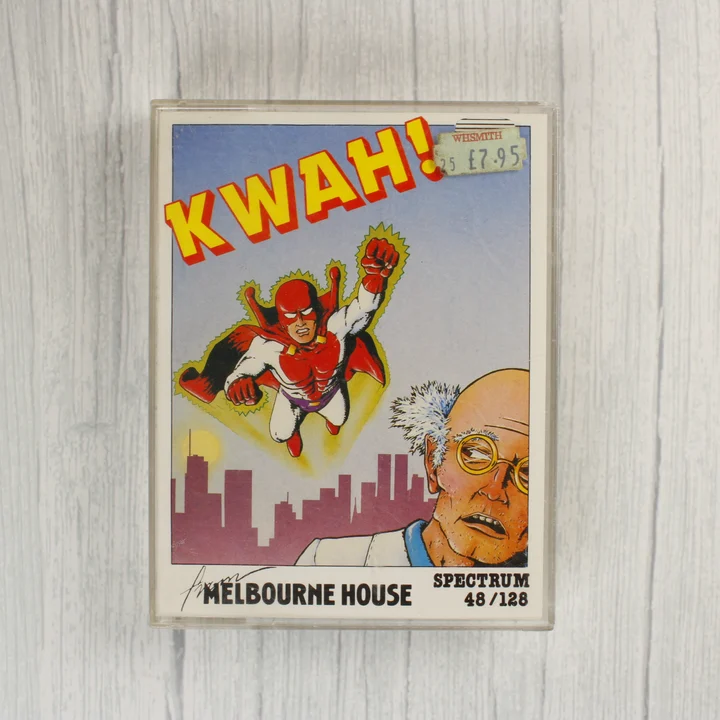 KWAH!
WHSMITH
25 £7.95
MELBOURNE HOUSE
SPECTRUM
48/128